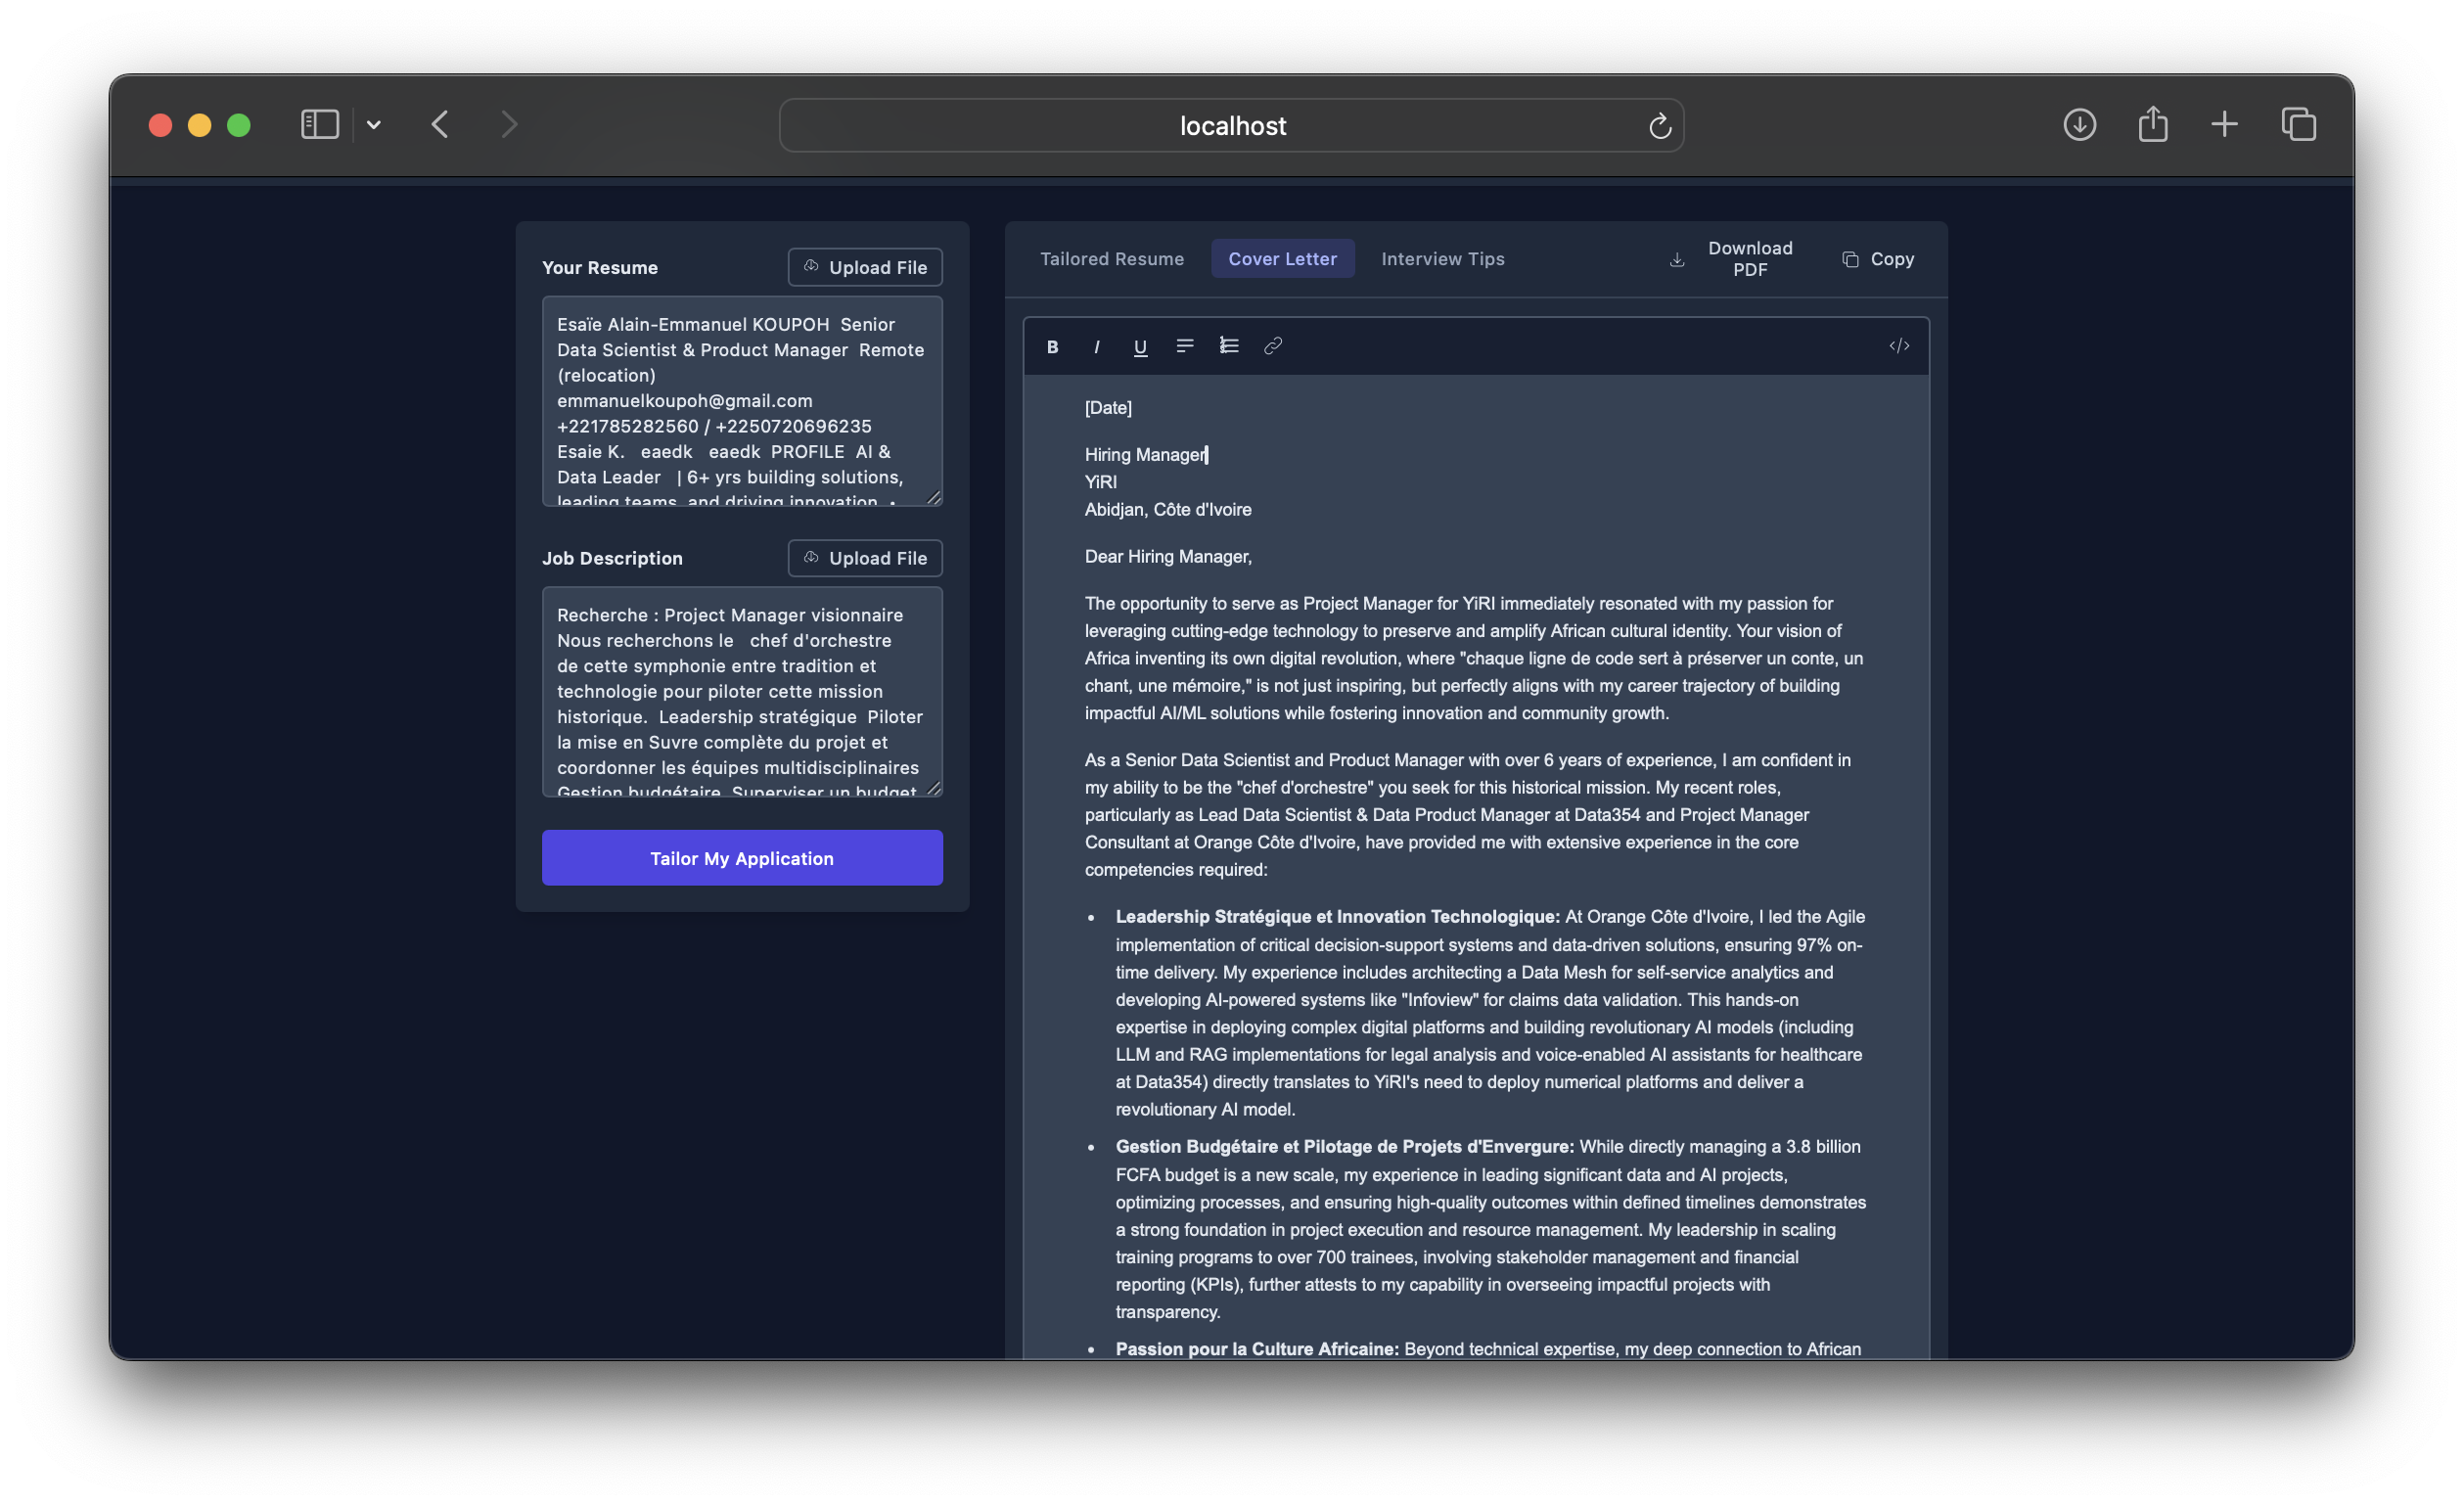 localhost
Your Resume
Upload File
Esaïe Alain-Emmanuel KOUPOH Senior
Data Scientist & Product Manager Remote
(relocation)
emmanuelkoupoh@gmail.com
+221785282560 / +2250720696235
Esaie K. eaedk eaedk PROFILE AI &
Data Leader | 6+ yrs building solutions,
leading teams, and driving innovation. •
Job Description
Upload File
Recherche : Project Manager visionnaire
Nous recherchons le chef d'orchestre
de cette symphonie entre tradition et
technologie pour piloter cette mission
historique. Leadership stratégique Piloter
la mise en Suvre complète du projet et
coordonner les équipes multidisciplinaires
Gestion budgétaire Superviser un budget
Tailor My Application
Tailored Resume
Cover Letter
Interview Tips
Download
PDF
Copy
B I U </>
[Date]
Hiring Manager
YiRI
Abidjan, Côte d'Ivoire
Dear Hiring Manager,
The opportunity to serve as Project Manager for YiRI immediately resonated with my passion for
leveraging cutting-edge technology to preserve and amplify African cultural identity. Your vision of
Africa inventing its own digital revolution, where "chaque ligne de code sert à préserver un conte, un
chant, une mémoire," is not just inspiring, but perfectly aligns with my career trajectory of building
impactful AI/ML solutions while fostering innovation and community growth.
As a Senior Data Scientist and Product Manager with over 6 years of experience, I am confident in
my ability to be the "chef d'orchestre" you seek for this historical mission. My recent roles,
particularly as Lead Data Scientist & Data Product Manager at Data354 and Project Manager
Consultant at Orange Côte d'Ivoire, have provided me with extensive experience in the core
competencies required:
• Leadership Stratégique et Innovation Technologique: At Orange Côte d'Ivoire, I led the Agile
implementation of critical decision-support systems and data-driven solutions, ensuring 97% on-
time delivery. My experience includes architecting a Data Mesh for self-service analytics and
developing AI-powered systems like "Infoview" for claims data validation. This hands-on
expertise in deploying complex digital platforms and building revolutionary AI models (including
LLM and RAG implementations for legal analysis and voice-enabled AI assistants for healthcare
at Data354) directly translates to YiRI's need to deploy numerical platforms and deliver a
revolutionary AI model.
• Gestion Budgétaire et Pilotage de Projets d'Envergure: While directly managing a 3.8 billion
FCFA budget is a new scale, my experience in leading significant data and AI projects,
optimizing processes, and ensuring high-quality outcomes within defined timelines demonstrates
a strong foundation in project execution and resource management. My leadership in scaling
training programs to over 700 trainees, involving stakeholder management and financial
reporting (KPIs), further attests to my capability in overseeing impactful projects with
transparency.
• Passion pour la Culture Africaine: Beyond technical expertise, my deep connection to African